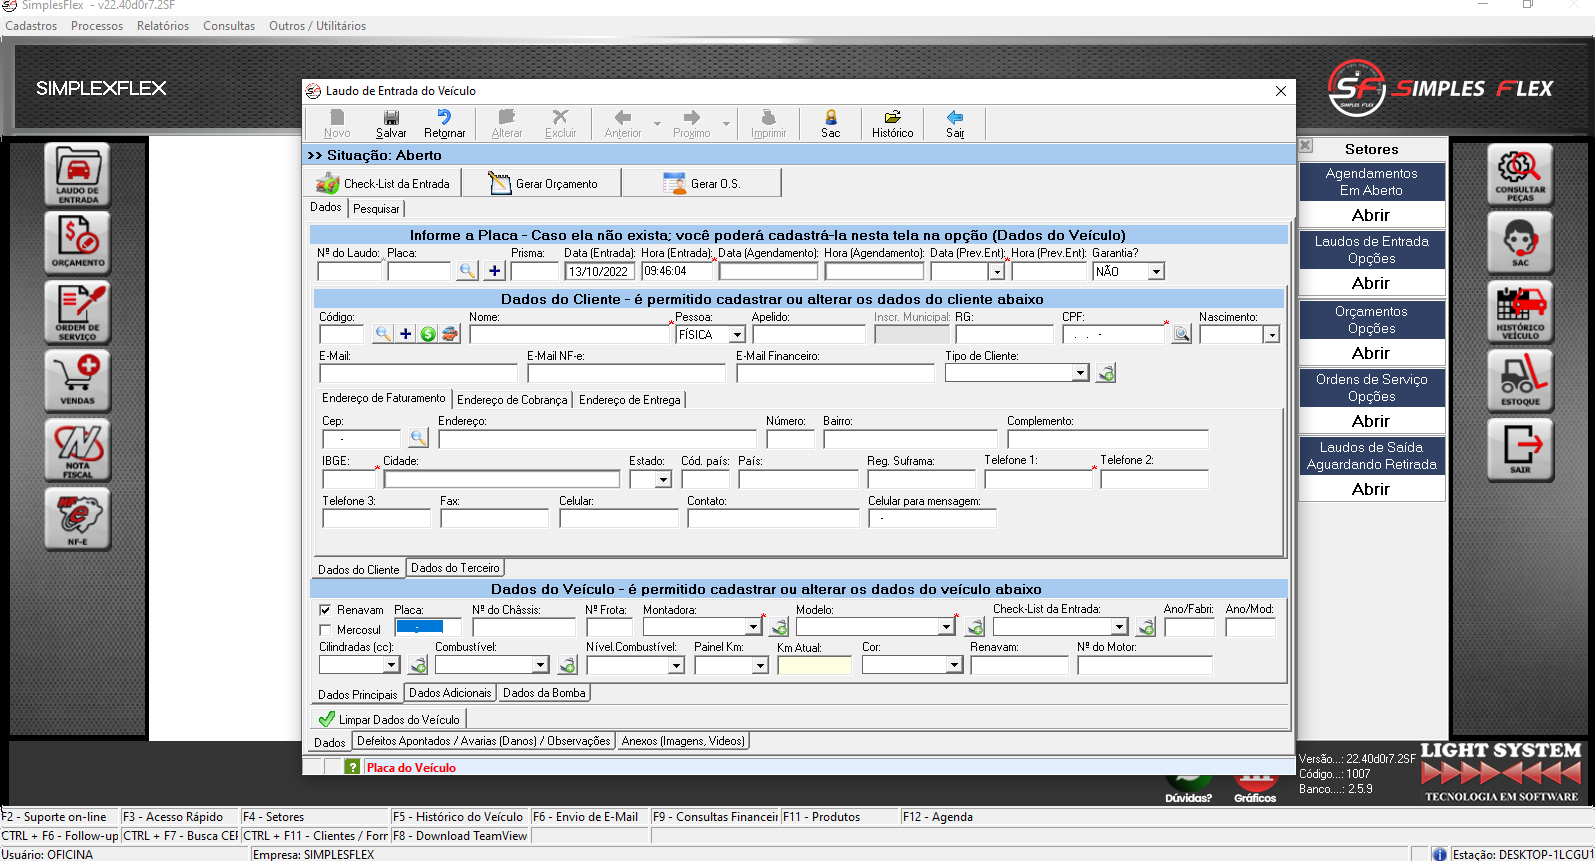 SimplesFlex - v22.40d0r7.2SF
Cadastros Processos Relatórios Consultas Outros / Utilitários
SIMPLEXFLEX
SF SIMPLES FLEX
SIMPLES FLEX
LAUDO DE ENTRADA
ORÇAMENTO
ORDEM DE SERVIÇO
VENDAS
NOTA FISCAL
NF-E
Laudo de Entrada do Veículo
Novo Salvar Retornar Alterar Excluir Anterior Proximo Imprimir Sac Histórico Sair
>> Situação: Aberto
Check-List da Entrada Gerar Orçamento Gerar O.S.
Dados Pesquisar
Informe a Placa - Caso ela não exista; você poderá cadastrá-la nesta tela na opção (Dados do Veículo)
Nº do Laudo: Placa: Prisma: Data (Entrada): Hora (Entrada): Data (Agendamento): Hora (Agendamento): Data (Prev.Ent): Hora (Prev.Ent): Garantia?
13/10/2022 09:46:04 NÃO
Dados do Cliente - é permitido cadastrar ou alterar os dados do cliente abaixo
Código: Nome: Pessoa: Apelido: Inscr. Municipal: RG: CPF: Nascimento:
FÍSICA . . -
E-Mail: E-Mail NF-e: E-Mail Financeiro: Tipo de Cliente:
Endereço de Faturamento Endereço de Cobrança Endereço de Entrega
Cep: Endereço: Número: Bairro: Complemento:
-
IBGE: Cidade: Estado: Cód. país: País: Reg. Suframa: Telefone 1: Telefone 2:
Telefone 3: Fax: Celular: Contato: Celular para mensagem:
-
Dados do Cliente Dados do Terceiro
Dados do Veículo - é permitido cadastrar ou alterar os dados do veículo abaixo
Renavam Placa: Nº do Châssis: Nº Frota: Montadora: Modelo: Check-List da Entrada: Ano/Fabri: Ano/Mod:
Mercosul -
Cilindradas (cc): Combustível: Nível.Combustível: Painel Km: Km Atual: Cor: Renavam: Nº do Motor:
Dados Principais Dados Adicionais Dados da Bomba
Limpar Dados do Veículo
Dados Defeitos Apontados / Avarias (Danos) / Observações Anexos (Imagens, Videos)
? Placa do Veículo
Setores
Agendamentos
Em Aberto
Abrir
Laudos de Entrada
Opções
Abrir
Orçamentos
Opções
Abrir
Ordens de Serviço
Opções
Abrir
Laudos de Saída
Aguardando Retirada
Abrir
CONSULTAR PEÇAS
SAC
HISTÓRICO VEÍCULO
ESTOQUE
SAIR
Dúvidas? Gráficos
Versão...: 22.40d0r7.2SF
Código...: 1007
Banco....: 2.5.9
LIGHT SYSTEM
TECNOLOGIA EM SOFTWARE
F2 - Suporte on-line F3 - Acesso Rápido F4 - Setores F5 - Histórico do Veículo F6 - Envio de E-Mail F9 - Consultas Financeir F11 - Produtos F12 - Agenda
CTRL + F6 - Follow-up CTRL + F7 - Busca CEP CTRL + F11 - Clientes / Forn F8 - Download TeamView
Usuário: OFICINA Empresa: SIMPLESFLEX Estação: DESKTOP-1LCGU1